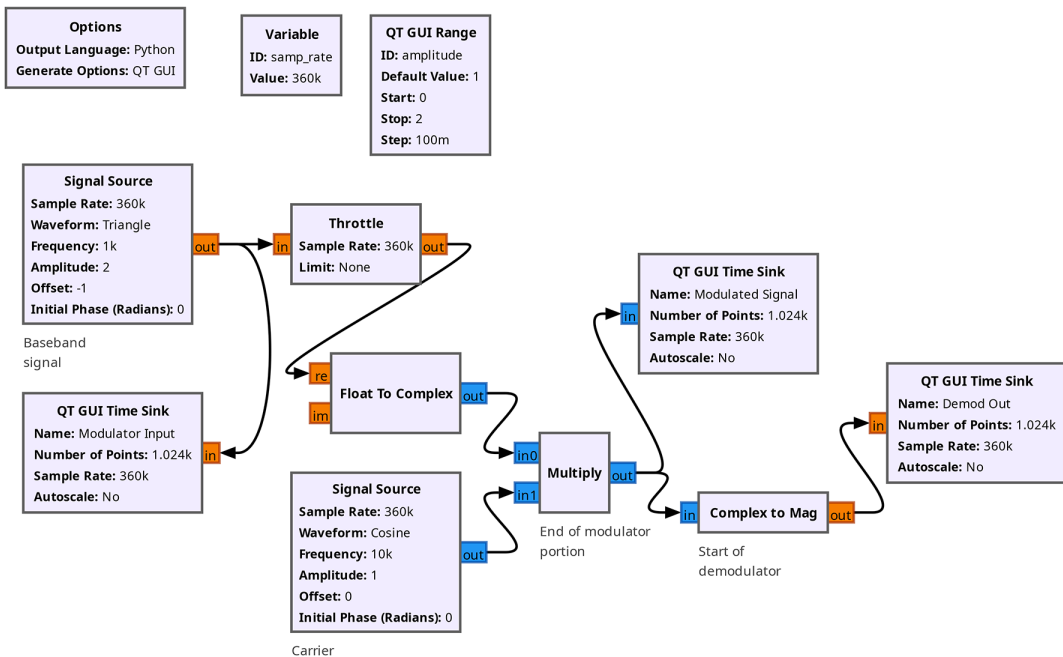 Options
Output Language: Python
Generate Options: QT GUI
Variable
ID: samp_rate
Value: 360k
QT GUI Range
ID: amplitude
Default Value: 1
Start: 0
Stop: 2
Step: 100m
Signal Source
Sample Rate: 360k
Waveform: Triangle
Frequency: 1k
Amplitude: 2
Offset: -1
Initial Phase (Radians): 0
out
Baseband
signal
in
Throttle
Sample Rate: 360k
Limit: None
out
QT GUI Time Sink
Name: Modulator Input
Number of Points: 1.024k
Sample Rate: 360k
Autoscale: No
in
re
im
Float To Complex
out
Signal Source
Sample Rate: 360k
Waveform: Cosine
Frequency: 10k
Amplitude: 1
Offset: 0
Initial Phase (Radians): 0
out
Carrier
in0
in1
Multiply
out
End of modulator
portion
in
QT GUI Time Sink
Name: Modulated Signal
Number of Points: 1.024k
Sample Rate: 360k
Autoscale: No
in
Complex to Mag
out
Start of
demodulator
in
QT GUI Time Sink
Name: Demod Out
Number of Points: 1.024k
Sample Rate: 360k
Autoscale: No